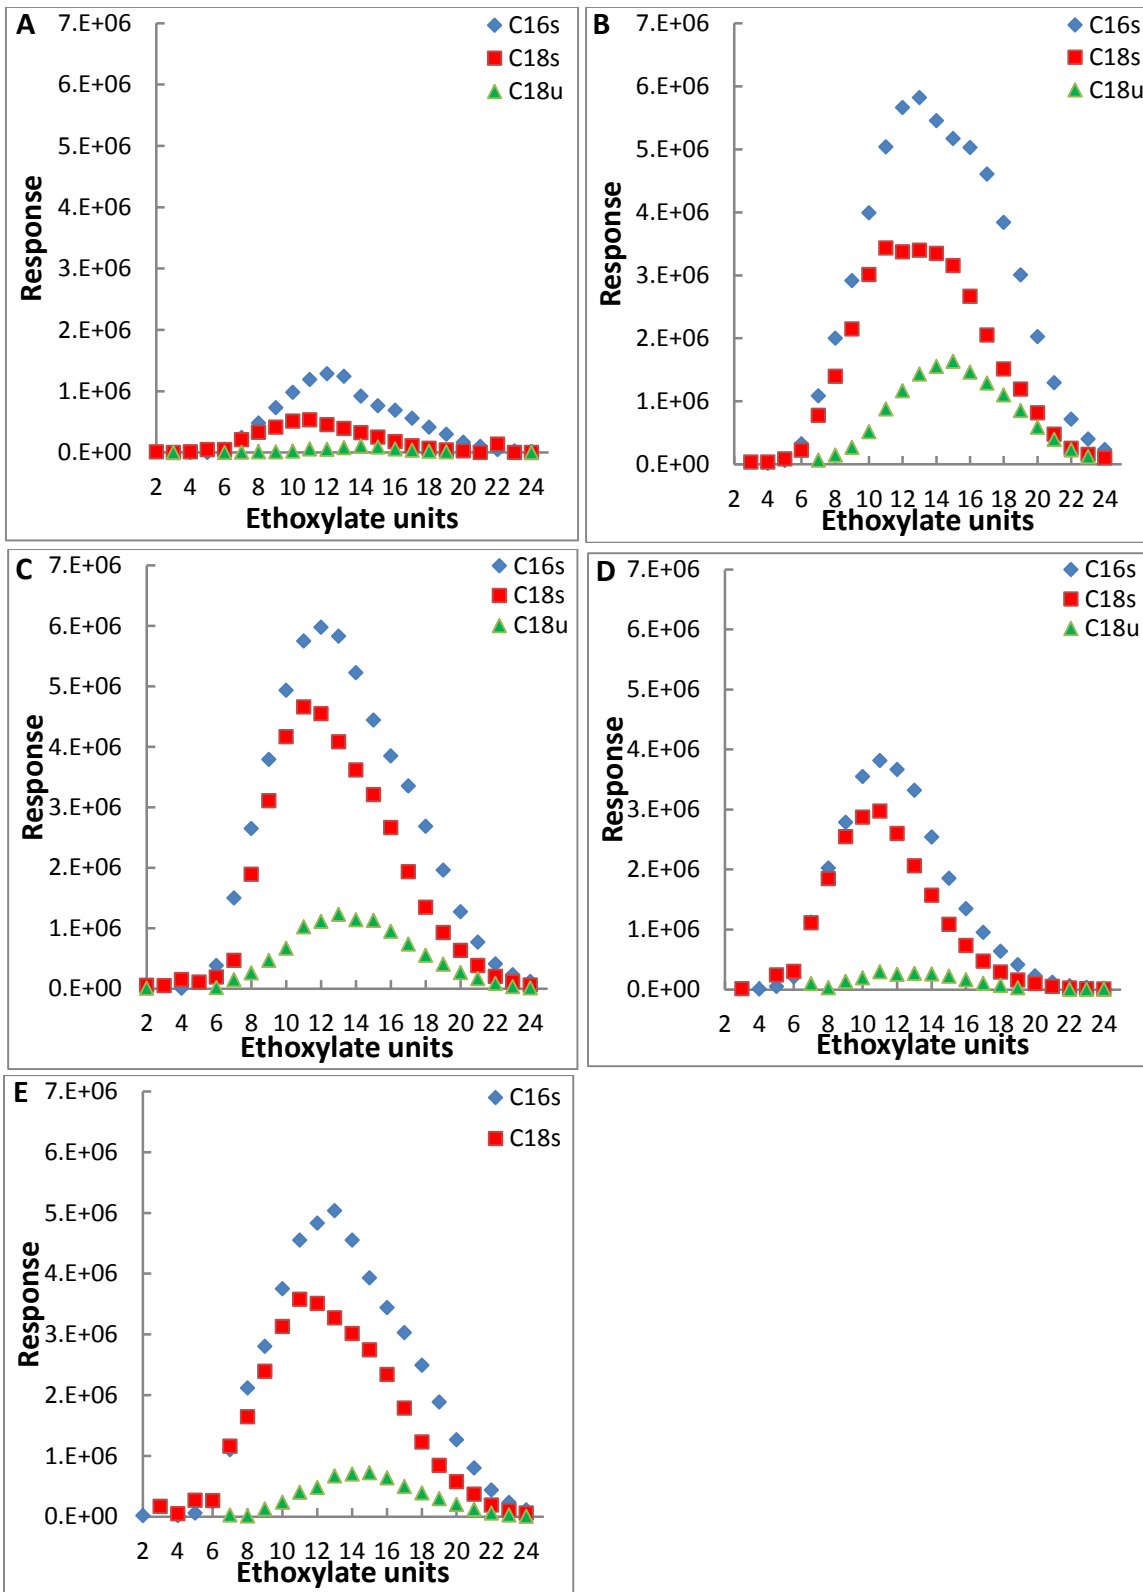 A
7.E+06
6.E+06
5.E+06
4.E+06
3.E+06
2.E+06
1.E+06
0.E+00
Response
2 4 6 8 10 12 14 16 18 20 22 24
Ethoxylate units
C16s
C18s
C18u
B
7.E+06
6.E+06
5.E+06
4.E+06
3.E+06
2.E+06
1.E+06
0.E+00
Response
2 4 6 8 10 12 14 16 18 20 22 24
Ethoxylate units
C16s
C18s
C18u
C
7.E+06
6.E+06
5.E+06
4.E+06
3.E+06
2.E+06
1.E+06
0.E+00
Response
2 4 6 8 10 12 14 16 18 20 22 24
Ethoxylate units
C16s
C18s
C18u
D
7.E+06
6.E+06
5.E+06
4.E+06
3.E+06
2.E+06
1.E+06
0.E+00
Response
2 4 6 8 10 12 14 16 18 20 22 24
Ethoxylate units
C16s
C18s
C18u
E
7.E+06
6.E+06
5.E+06
4.E+06
3.E+06
2.E+06
1.E+06
0.E+00
Response
2 4 6 8 10 12 14 16 18 20 22 24
Ethoxylate units
C16s
C18s